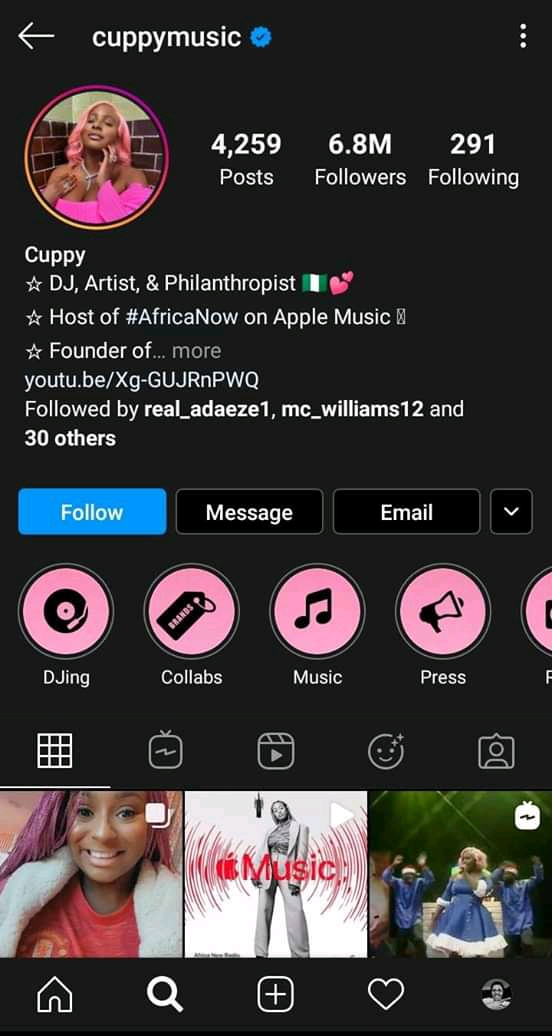 cuppymusic
4,259 6.8M 291
Posts Followers Following
Cuppy
☆ DJ, Artist, & Philanthropist 🇳🇬💕
☆ Host of #AfricaNow on Apple Music
☆ Founder of... more
youtu.be/Xg-GUJRnPWQ
Followed by real_adaeze1, mc_williams12 and
30 others
Follow Message Email
BRANDS
DJing Collabs Music Press
Music
Africa Now Radio